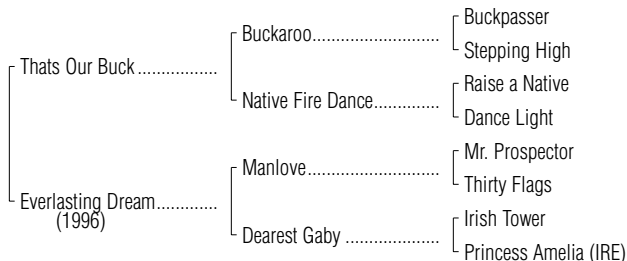 Buckpasser
Buckaroo..........................
Stepping High
Thats Our Buck ................
Raise a Native
Native Fire Dance..............
Dance Light
Mr. Prospector
Manlove...........................
Thirty Flags
Everlasting Dream.............
(1996)
Irish Tower
Dearest Gaby ...................
Princess Amelia (IRE)